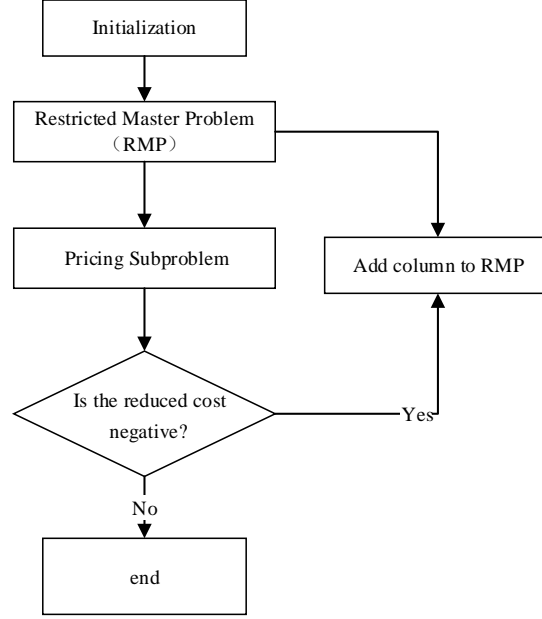 Initialization
Restricted Master Problem
（RMP）
Pricing Subproblem
Add column to RMP
Is the reduced cost
negative?
Yes
No
end